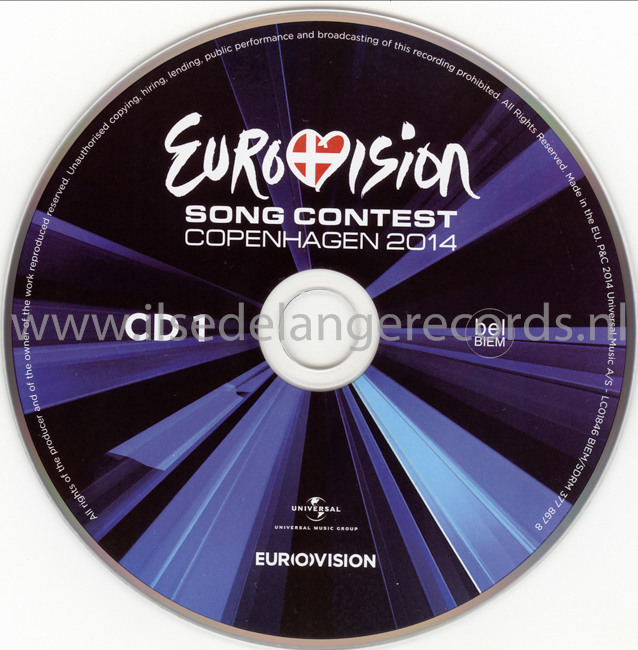 All rights of the producer and of the owner of the work reproduced reserved. Unauthorised copying, hiring, lending, public performance and broadcasting of this recording prohibited. All Rights Reserved. Made in the EU. P&C 2014 Universal Music A/S - LC01846 BIEM/SDRM 377 867 8
EUROVISION
SONG CONTEST
COPENHAGEN 2014
www.ilsedelangerecords.nl
CD 1
bel
BIEM
UNIVERSAL
UNIVERSAL MUSIC GROUP
EUR(O)VISION